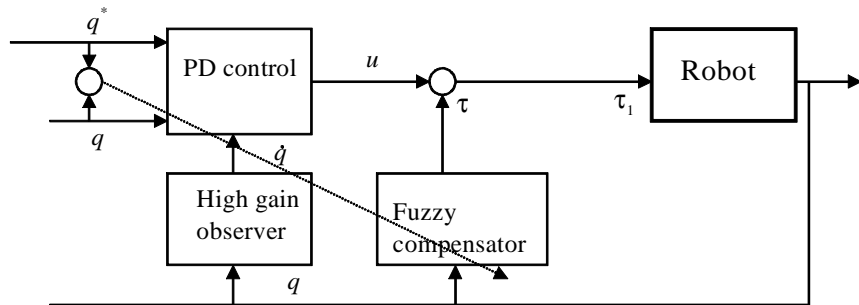 q*
PD control
u
Robot
τ
τ₁
q
q̇
High gain
observer
Fuzzy
compensator
q